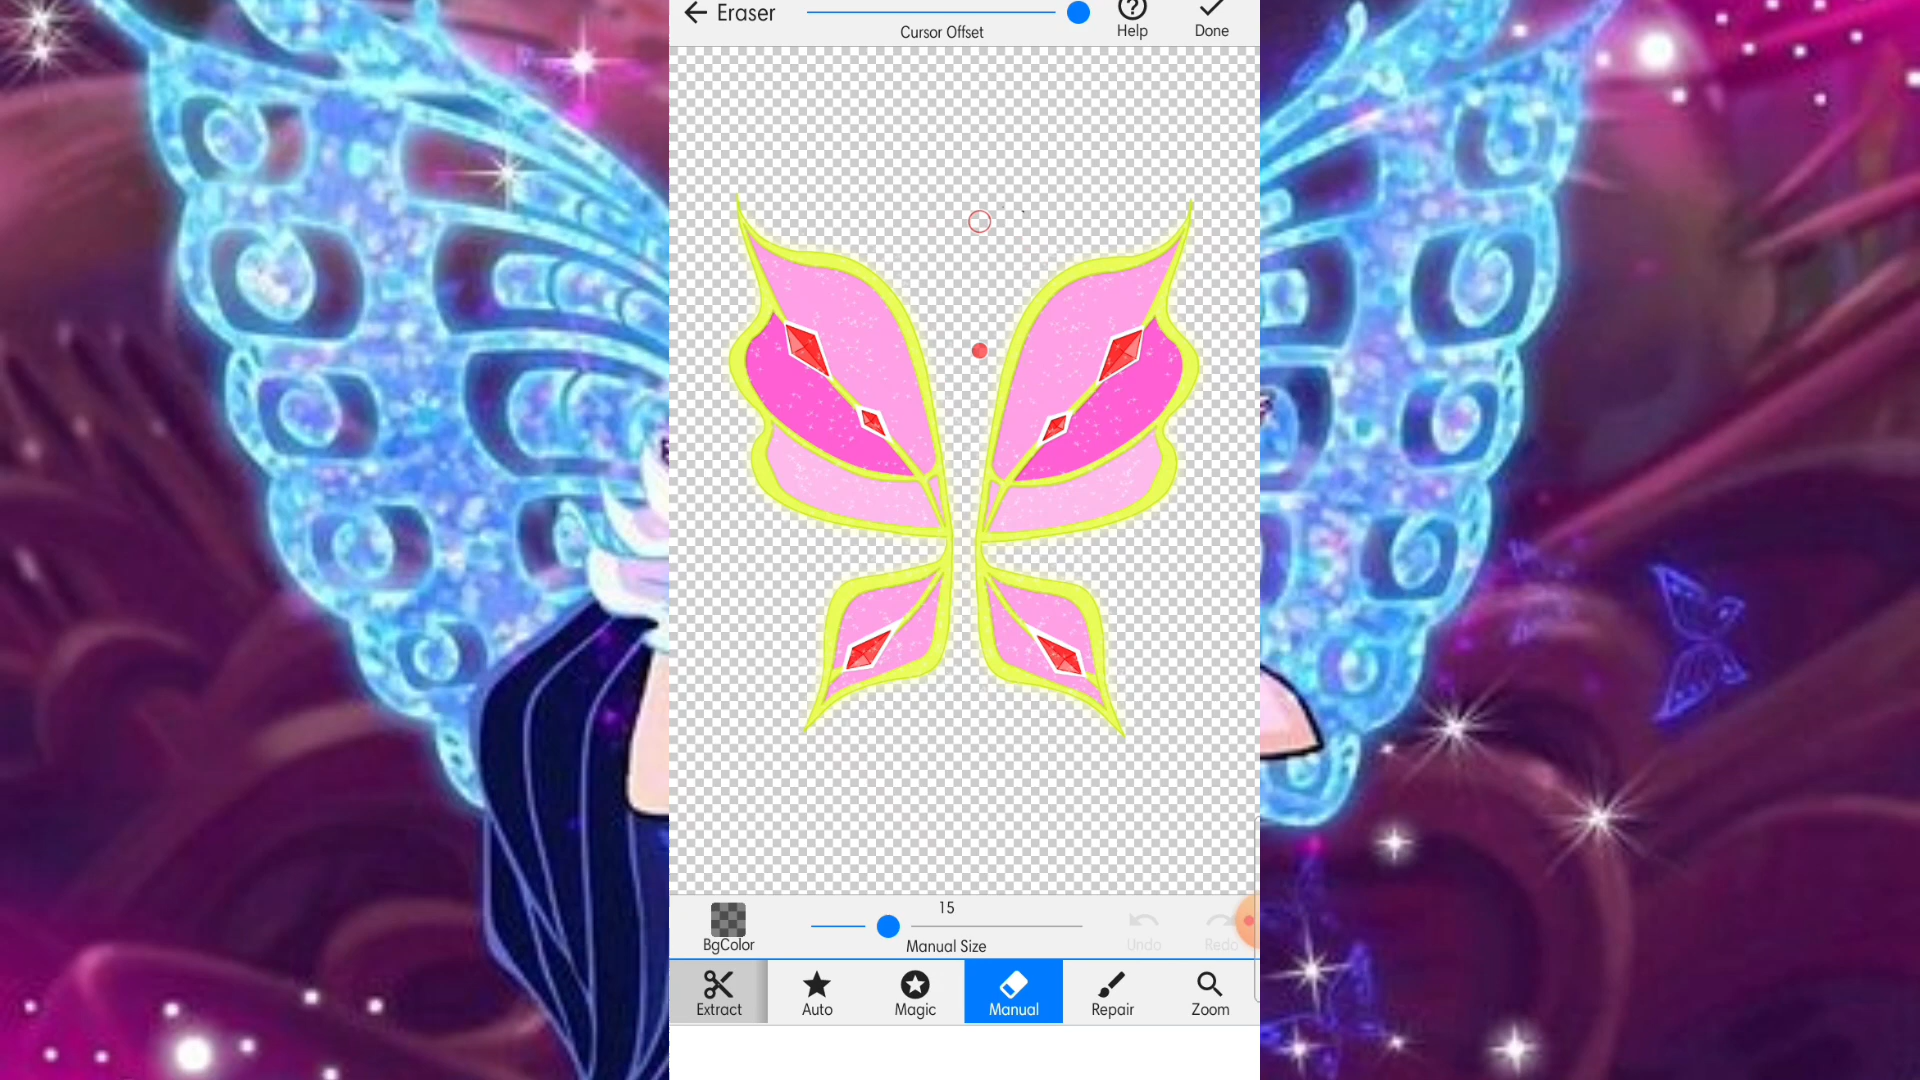 Eraser
Cursor Offset
Help
Done
15
BgColor
Manual Size
Undo
Redo
Extract
Auto
Magic
Manual
Repair
Zoom